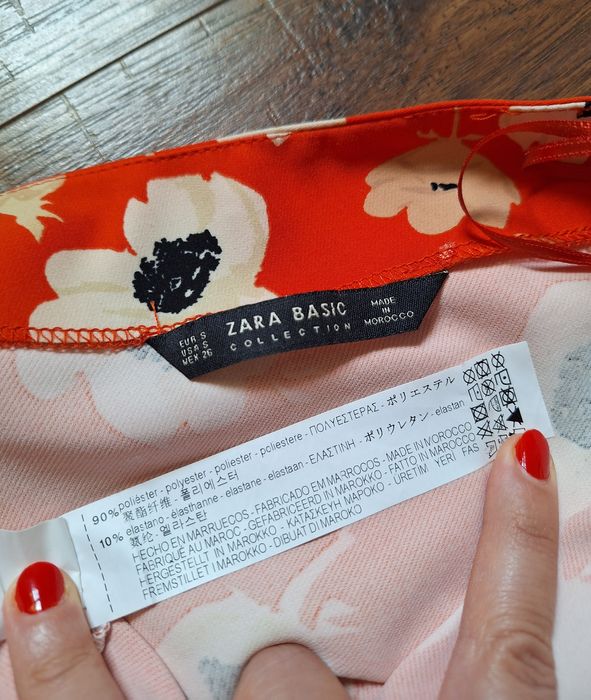 EUR S
USA S
MEX 26
ZARA BASIC
COLLECTION
MADE
IN
MOROCCO
90% poliéster - polyester - poliester - poliestere - ΠΟΛΥΕΣΤΕΡΑΣ - ポリエステル
聚酯纤维 - 폴리에스터
10% elastano - élasthanne - elastane - elastaan - ΕΛΑΣΤΙΝΗ - ポリウレタン - elastan
氨纶 - 엘라스탄
HECHO EN MARRUECOS - FABRICADO EM MARROCOS - MADE IN MOROCCO
FABRIQUE AU MAROC - GEFABRICEERD IN MAROKKO - FATTO IN MAROCCO
HERGESTELLT IN MAROKKO - ΚΑΤΑΣΚΕΥΗ ΜΑΡΟΚΟ - URETIM YERI FAS
FREMSTILLET I MAROKKO - DIBUAT DI MAROKO